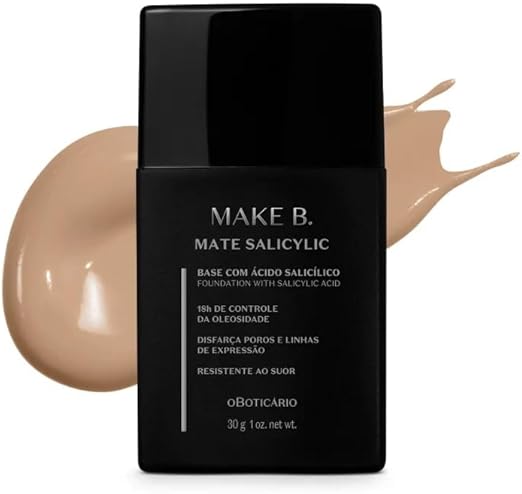 MAKE B.
MATE SALICYLIC
BASE COM ÁCIDO SALICÍLICO
FOUNDATION WITH SALICYLIC ACID
18h DE CONTROLE
DA OLEOSIDADE
DISFARÇA POROS E LINHAS
DE EXPRESSÃO
RESISTENTE AO SUOR
oBOTICÁRIO
30 g 1 oz. net wt.